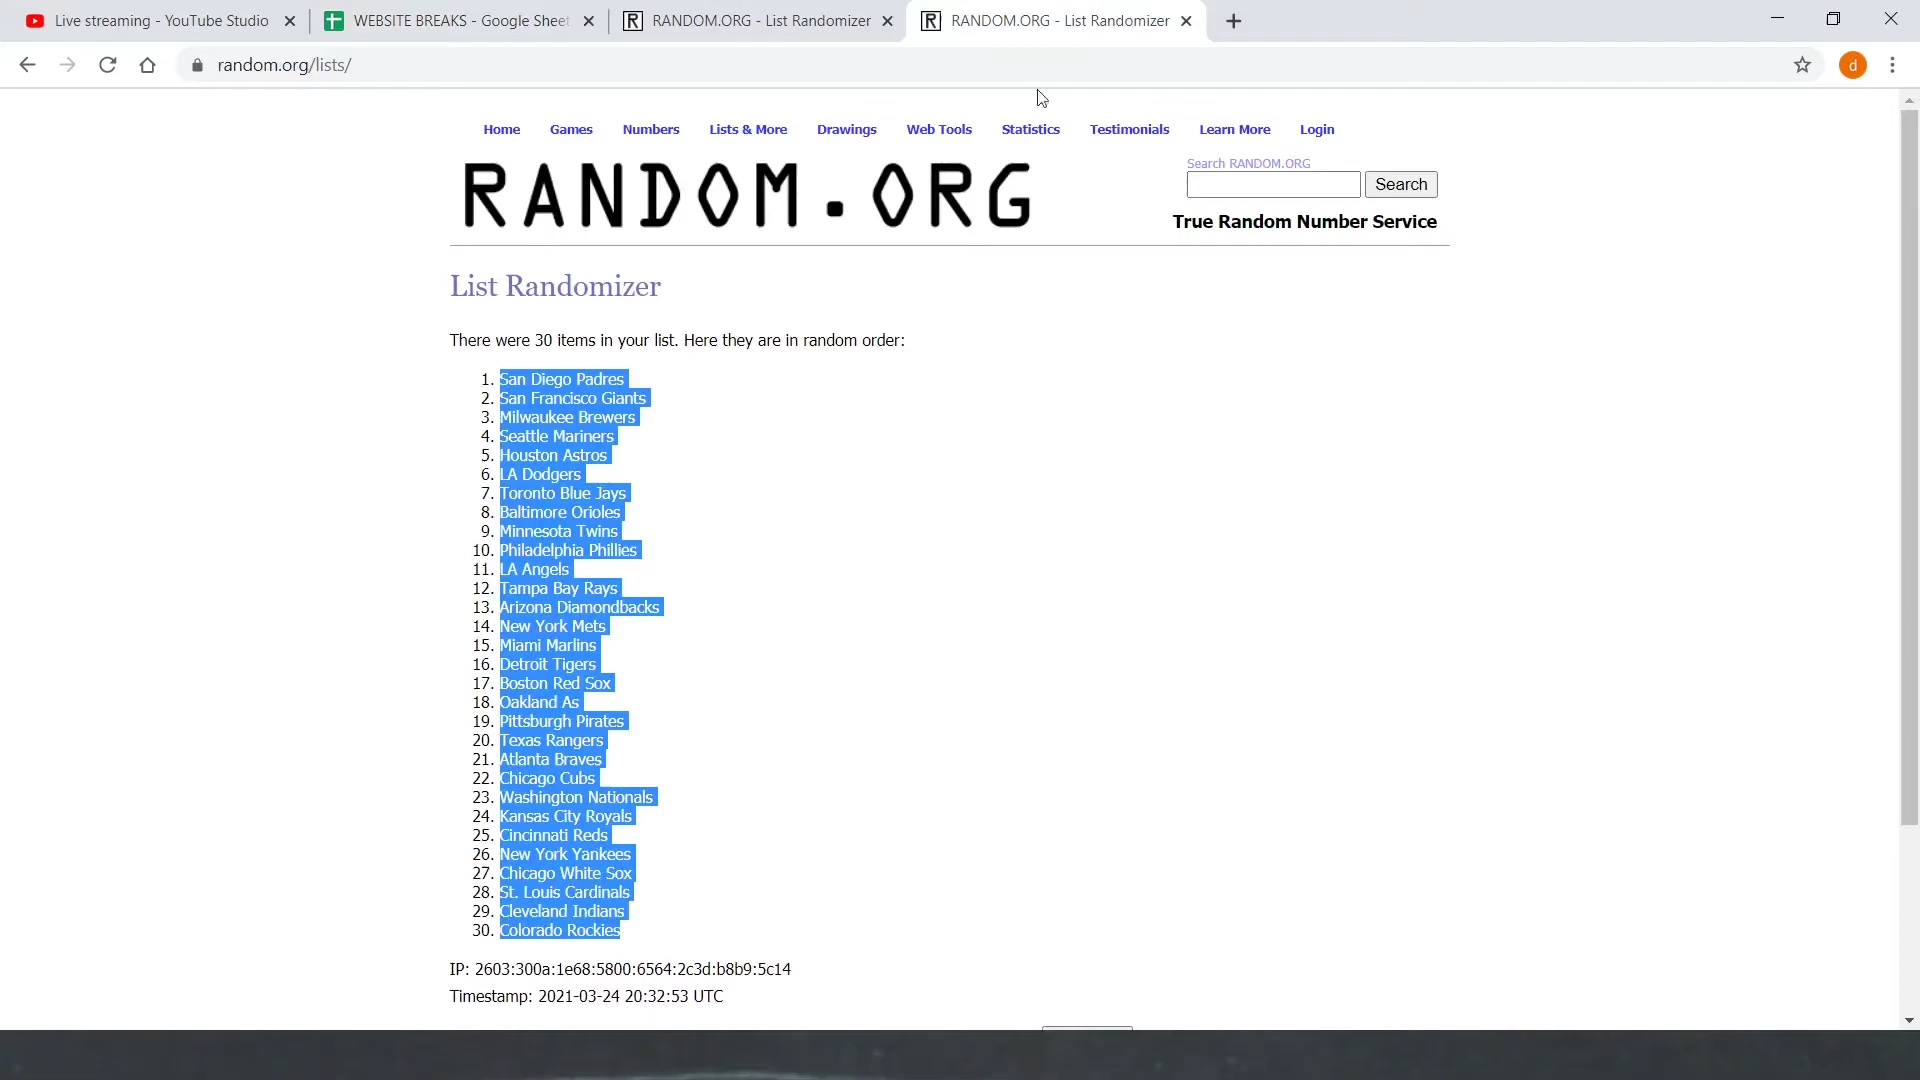 Live streaming - YouTube Studio
WEBSITE BREAKS - Google Sheet
RANDOM.ORG - List Randomizer
RANDOM.ORG - List Randomizer
random.org/lists/
d
Home Games Numbers Lists & More Drawings Web Tools Statistics Testimonials Learn More Login
RANDOM.ORG
Search RANDOM.ORG
Search
True Random Number Service
List Randomizer
There were 30 items in your list. Here they are in random order:
1. San Diego Padres
2. San Francisco Giants
3. Milwaukee Brewers
4. Seattle Mariners
5. Houston Astros
6. LA Dodgers
7. Toronto Blue Jays
8. Baltimore Orioles
9. Minnesota Twins
10. Philadelphia Phillies
11. LA Angels
12. Tampa Bay Rays
13. Arizona Diamondbacks
14. New York Mets
15. Miami Marlins
16. Detroit Tigers
17. Boston Red Sox
18. Oakland As
19. Pittsburgh Pirates
20. Texas Rangers
21. Atlanta Braves
22. Chicago Cubs
23. Washington Nationals
24. Kansas City Royals
25. Cincinnati Reds
26. New York Yankees
27. Chicago White Sox
28. St. Louis Cardinals
29. Cleveland Indians
30. Colorado Rockies
IP: 2603:300a:1e68:5800:6564:2c3d:b8b9:5c14
Timestamp: 2021-03-24 20:32:53 UTC